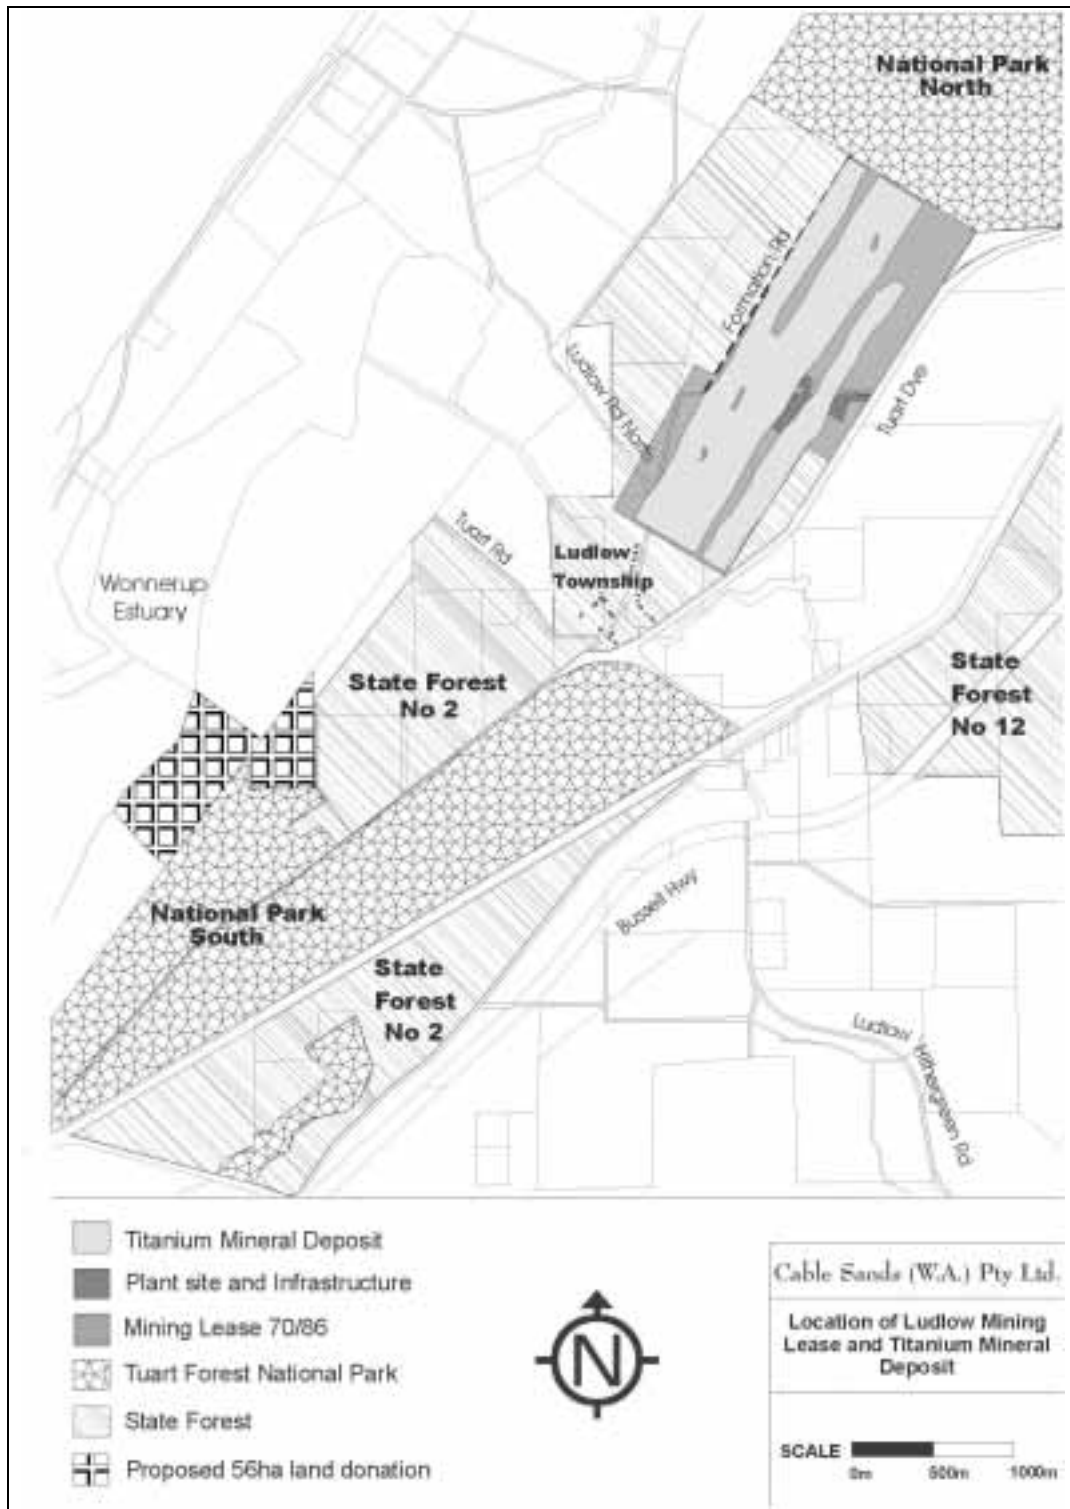 National Park
North
Formation Rd
Ludlow Rd North
Tuart Dve
Tuart Rd
Ludlow
Township
Wonnerup
Estuary
State Forest
No 2
State
Forest
No 12
National Park
South
State
Forest
No 2
Bussell Hwy
Ludlow Hithergreen Rd
Titanium Mineral Deposit
Plant site and Infrastructure
Mining Lease 70/86
Tuart Forest National Park
State Forest
Proposed 56ha land donation
N
Cable Sands (W.A.) Pty Ltd.
Location of Ludlow Mining
Lease and Titanium Mineral
Deposit
SCALE
0m 500m 1000m